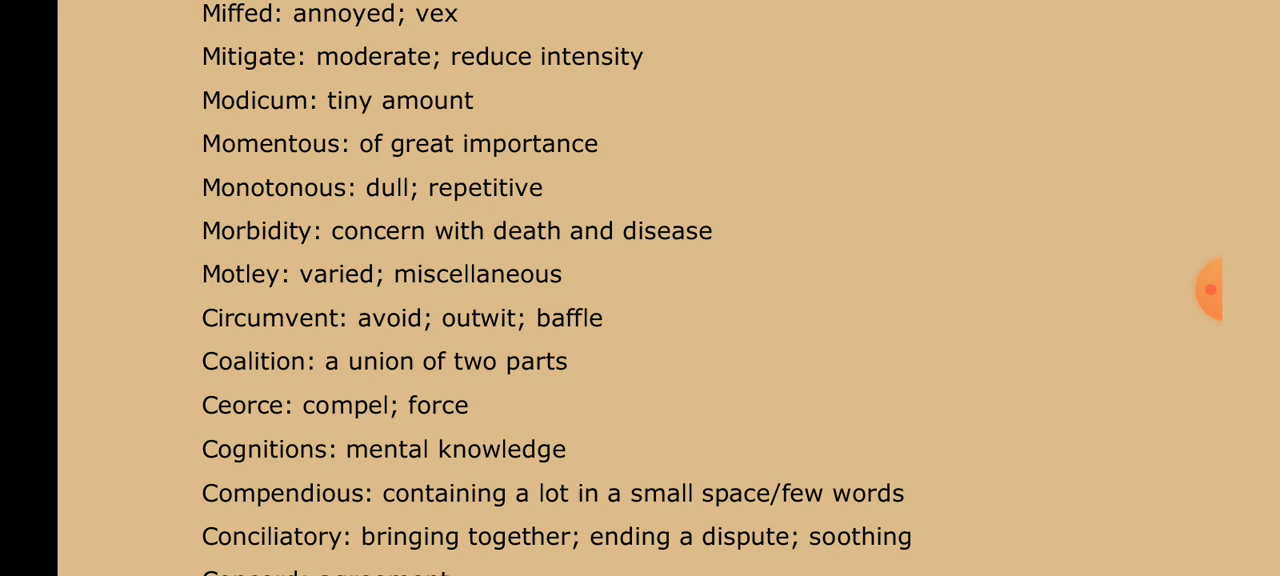 Miffed: annoyed; vex
Mitigate: moderate; reduce intensity
Modicum: tiny amount
Momentous: of great importance
Monotonous: dull; repetitive
Morbidity: concern with death and disease
Motley: varied; miscellaneous
Circumvent: avoid; outwit; baffle
Coalition: a union of two parts
Ceorce: compel; force
Cognitions: mental knowledge
Compendious: containing a lot in a small space/few words
Conciliatory: bringing together; ending a dispute; soothing
Concord: agreement